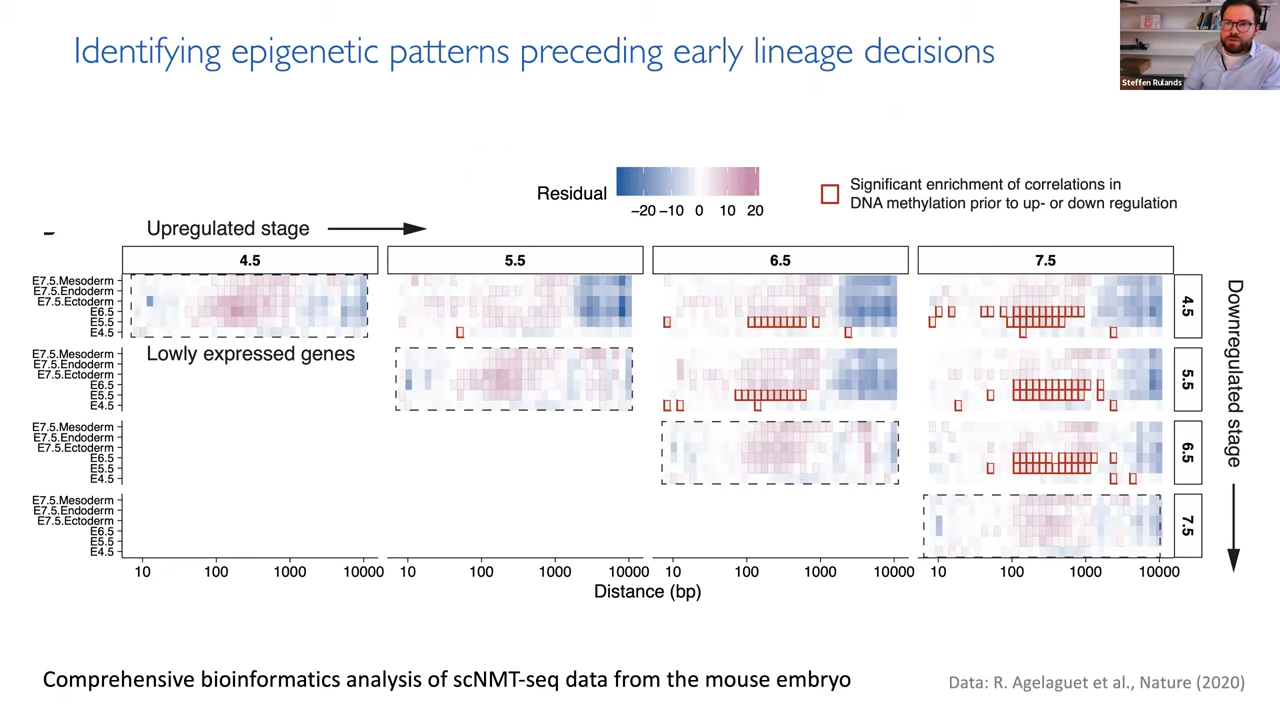 Identifying epigenetic patterns preceding early lineage decisions
Steffen Rulands
Residual
−20 −10 0 10 20
Significant enrichment of correlations in
DNA methylation prior to up- or down regulation
Upregulated stage
4.5
5.5
6.5
7.5
E7.5.Mesoderm
E7.5.Endoderm
E7.5.Ectoderm
E6.5
E5.5
E4.5
4.5
Lowly expressed genes
E7.5.Mesoderm
E7.5.Endoderm
E7.5.Ectoderm
E6.5
E5.5
E4.5
5.5
E7.5.Mesoderm
E7.5.Endoderm
E7.5.Ectoderm
E6.5
E5.5
E4.5
6.5
E7.5.Mesoderm
E7.5.Endoderm
E7.5.Ectoderm
E6.5
E5.5
E4.5
7.5
Downregulated stage
10 100 1000 10000
10 100 1000 10000
10 100 1000 10000
10 100 1000 10000
Distance (bp)
Comprehensive bioinformatics analysis of scNMT-seq data from the mouse embryo
Data: R. Agelaguet et al., Nature (2020)